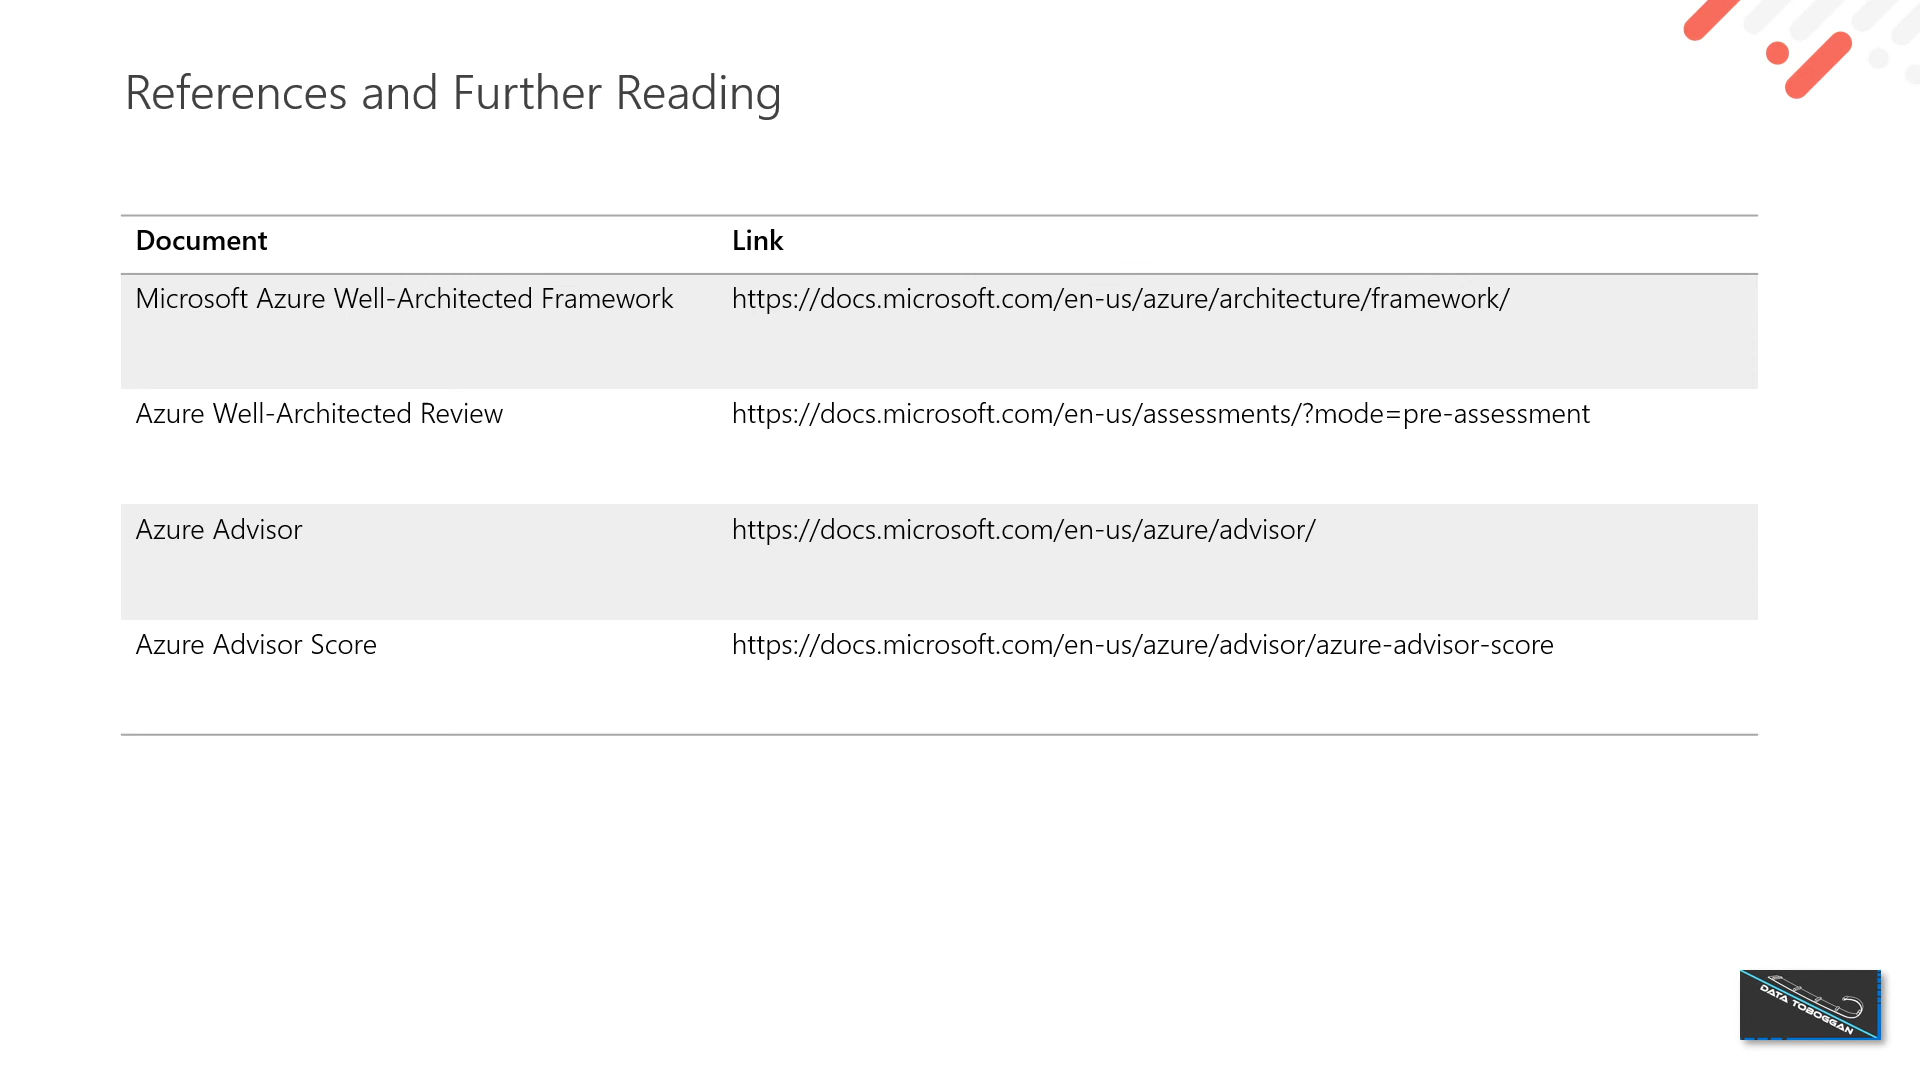 References and Further Reading
Document Link
Microsoft Azure Well-Architected Framework https://docs.microsoft.com/en-us/azure/architecture/framework/
Azure Well-Architected Review https://docs.microsoft.com/en-us/assessments/?mode=pre-assessment
Azure Advisor https://docs.microsoft.com/en-us/azure/advisor/
Azure Advisor Score https://docs.microsoft.com/en-us/azure/advisor/azure-advisor-score
DATA TOBOGGAN